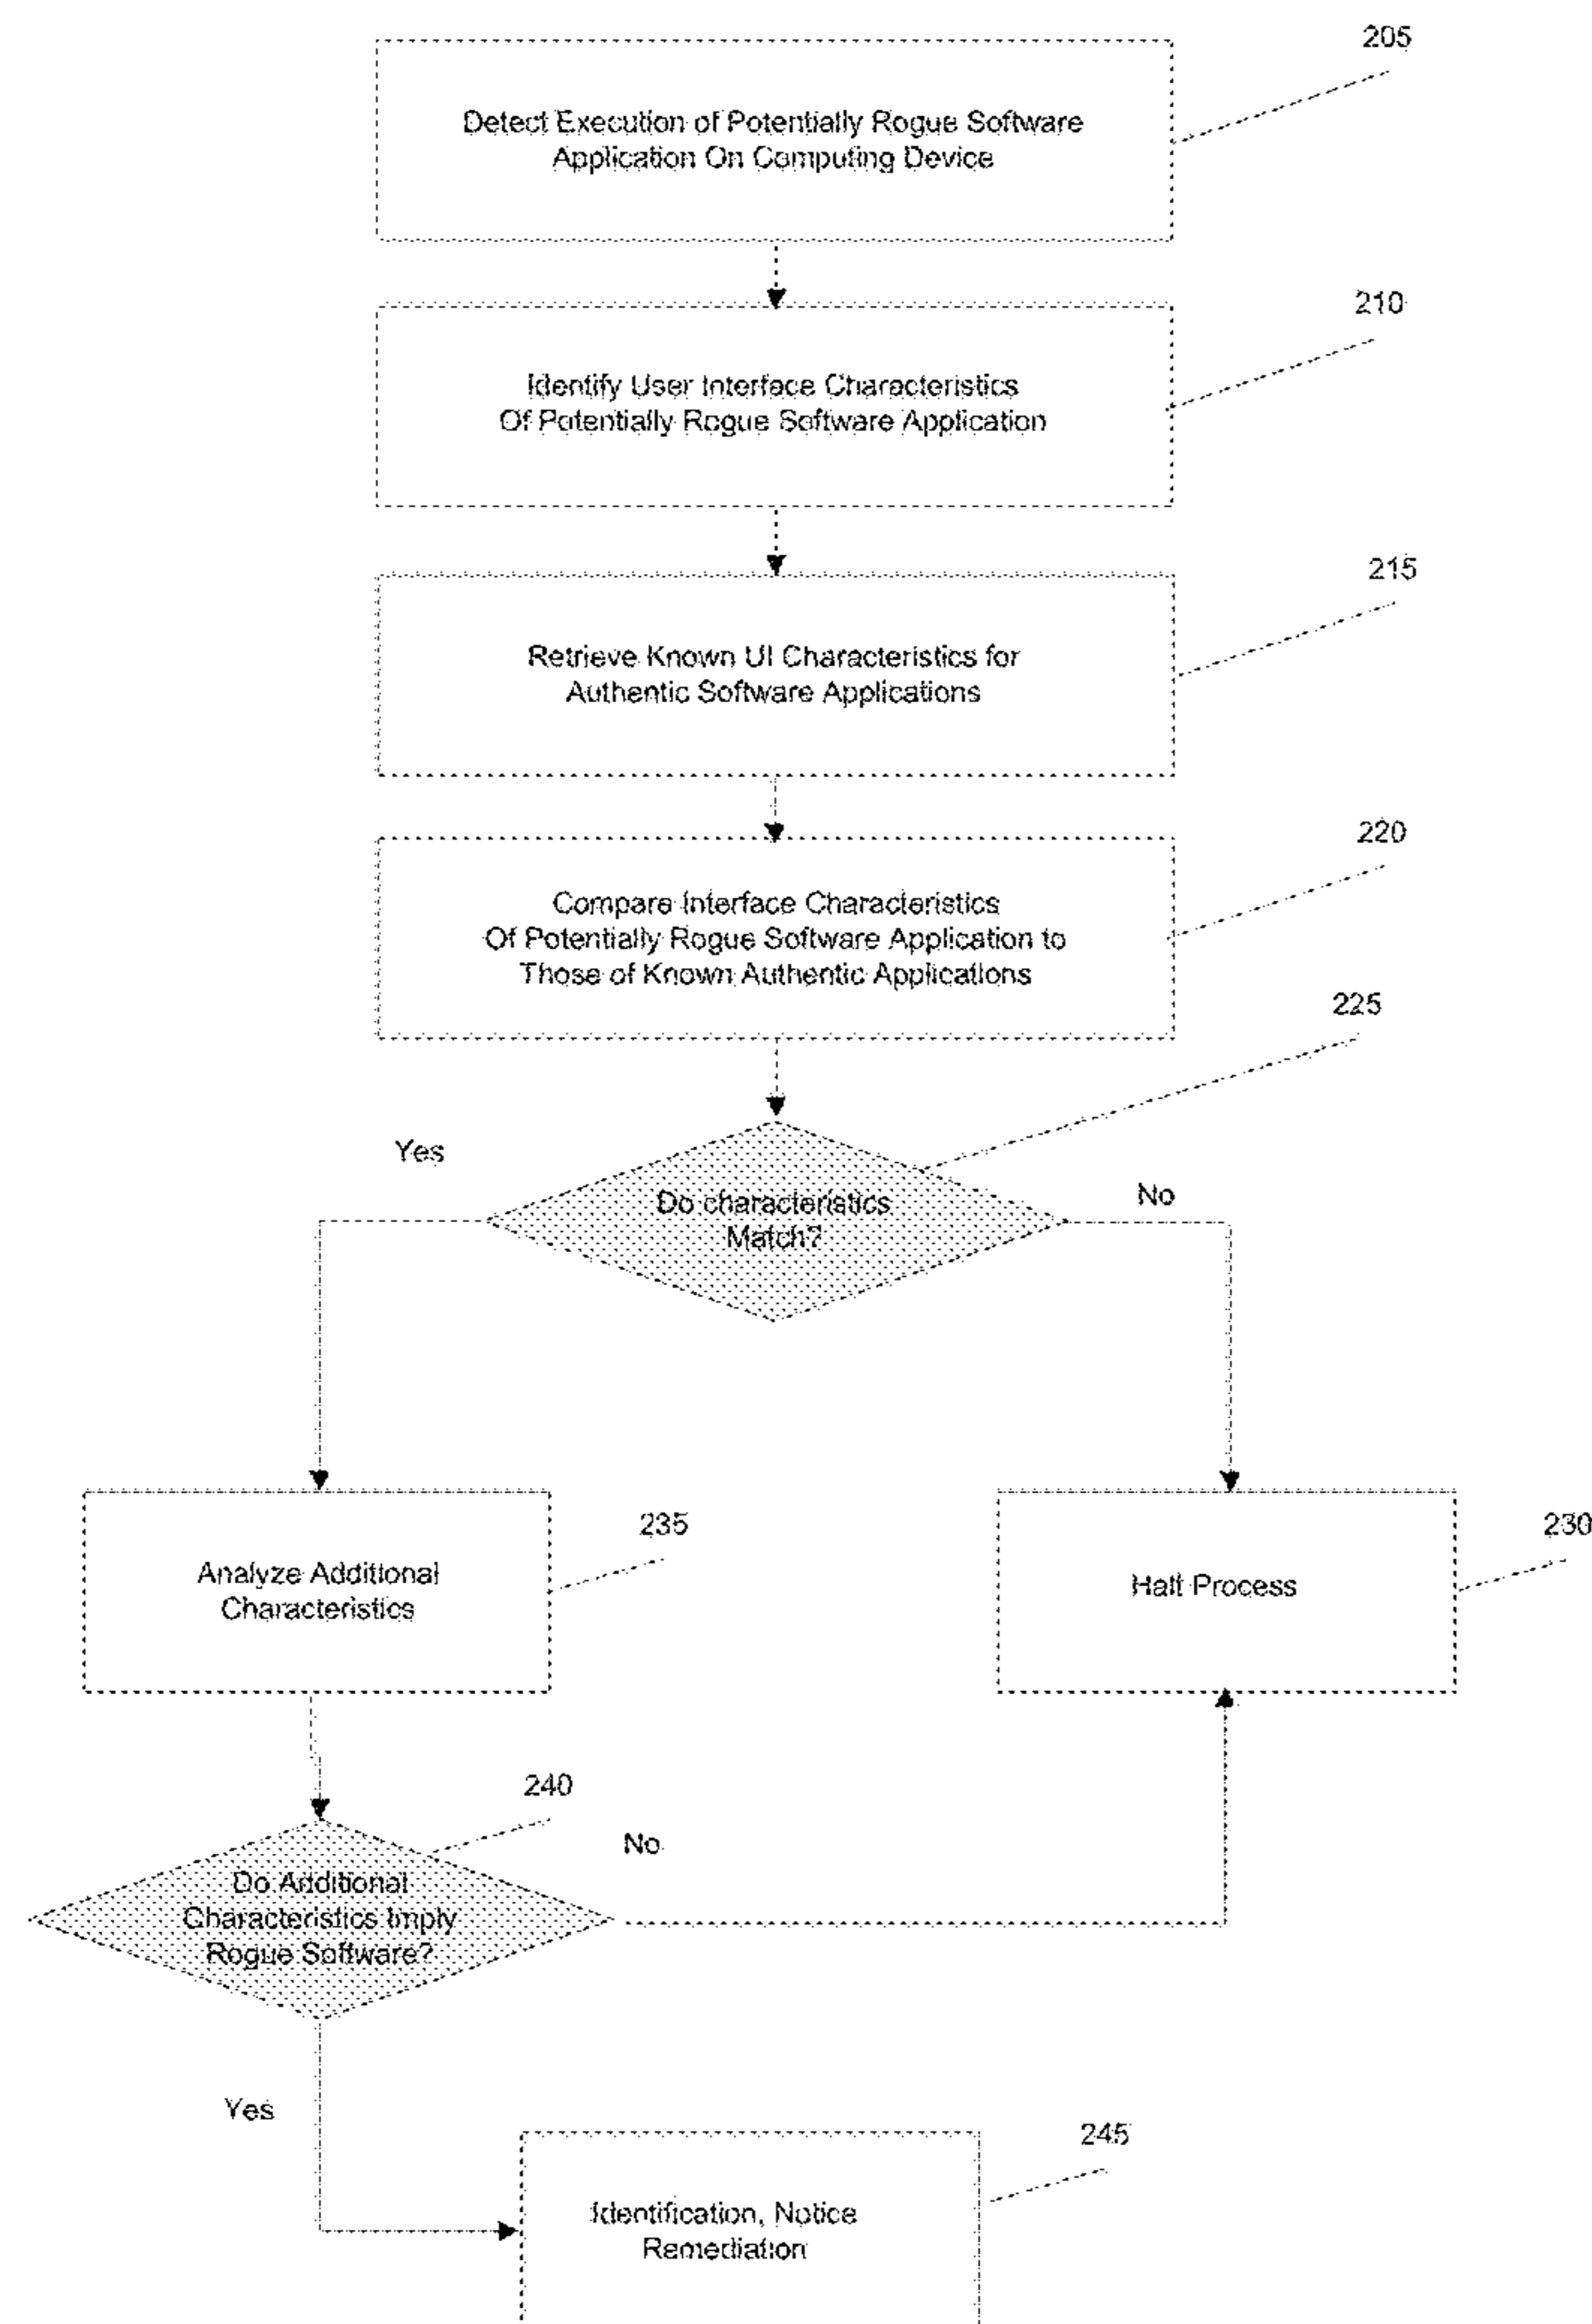 205
Detect Execution of Potentially Rogue Software
Application On Computing Device
210
Identify User Interface Characteristics
Of Potentially Rogue Software Application
215
Retrieve Known UI Characteristics for
Authentic Software Applications
220
Compare Interface Characteristics
Of Potentially Rogue Software Application to
Those of Known Authentic Applications
225
Yes
No
Do characteristics
Match?
235
230
Analyze Additional
Characteristics
Halt Process
240
No
Do Additional
Characteristics Imply
Rogue Software?
Yes
245
Identification, Notice
Remediation